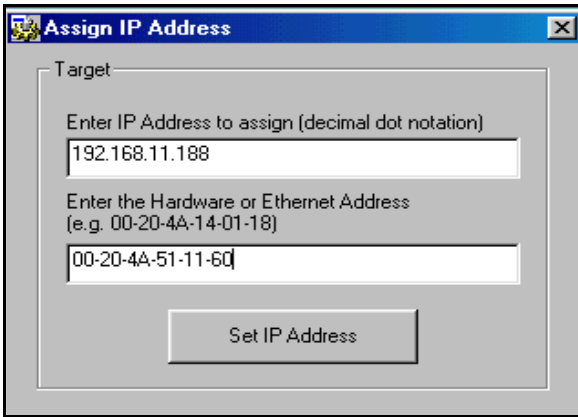 Assign IP Address
Target
Enter IP Address to assign (decimal dot notation)
192.168.11.188
Enter the Hardware or Ethernet Address
(e.g. 00-20-4A-14-01-18)
00-20-4A-51-11-60
Set IP Address